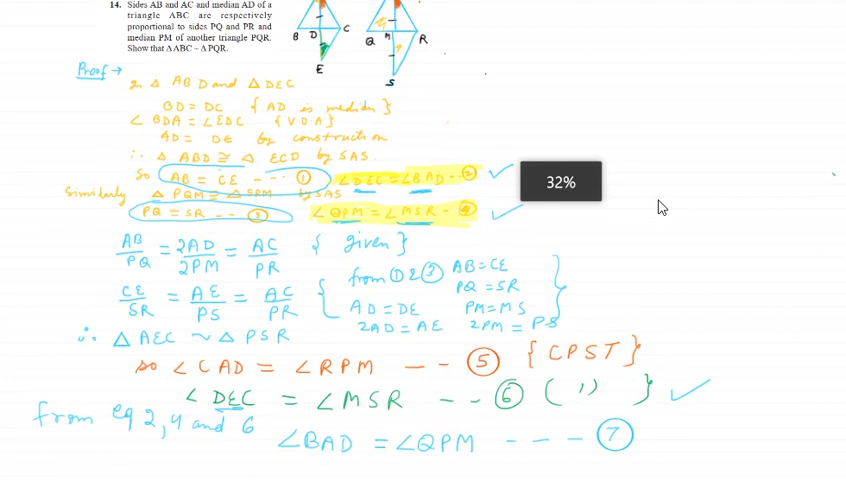 14. Sides AB and AC and median AD of a
triangle ABC are respectively
proportional to sides PQ and PR and
median PM of another triangle PQR.
Show that ΔABC ~ ΔPQR.
B D C
E
Q M R
S
Proof →
In Δ ABD and Δ DEC
BD = DC { AD is median }
∠ BDA = ∠EDC { V.O.A }
AD = DE by construction
∴ Δ ABD ≅ Δ ECD by SAS.
So AB = CE --- ① ∠DEC = ∠BAD -- ②
Similarly Δ PQM ≅ Δ SRM by SAS
PQ = SR -- ③ ∠QPM = ∠MSR - ④
32%
AB/PQ = 2AD/2PM = AC/PR { given }
CE/SR = AE/PS = AC/PR { from ① & ③ AB = CE
PQ = SR
AD = DE PM = MS
2AD = AE 2PM = PS }
∴ Δ AEC ~ Δ PSR
so ∠ CAD = ∠RPM -- ⑤ { CPST }
∠ DEC = ∠MSR -- ⑥ ( '' )
from eq 2, 4 and 6
∠BAD = ∠QPM --- ⑦